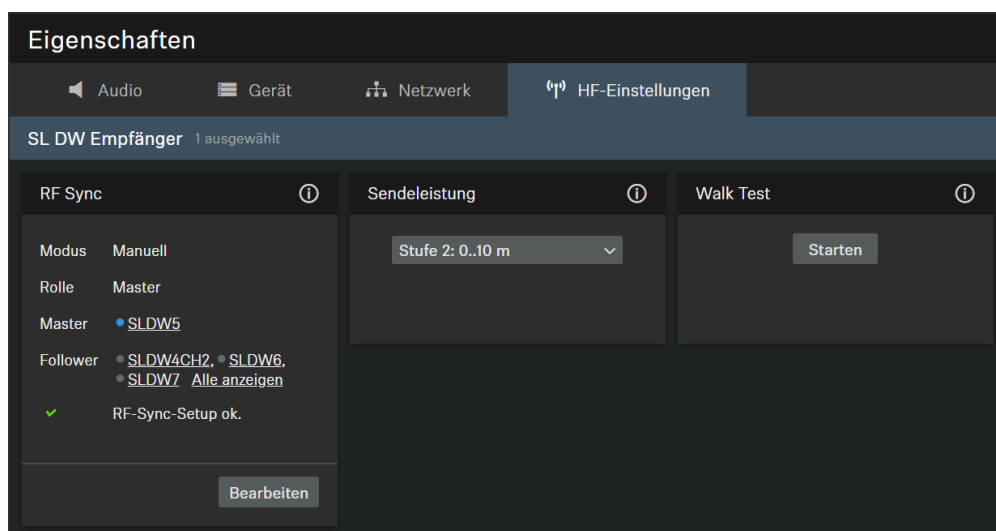 Eigenschaften
Audio
Gerät
Netzwerk
HF-Einstellungen
SL DW Empfänger 1 ausgewählt
RF Sync
Modus Manuell
Rolle Master
Master SLDW5
Follower SLDW4CH2, SLDW6,
SLDW7 Alle anzeigen
RF-Sync-Setup ok.
Bearbeiten
Sendeleistung
Stufe 2: 0..10 m
Walk Test
Starten